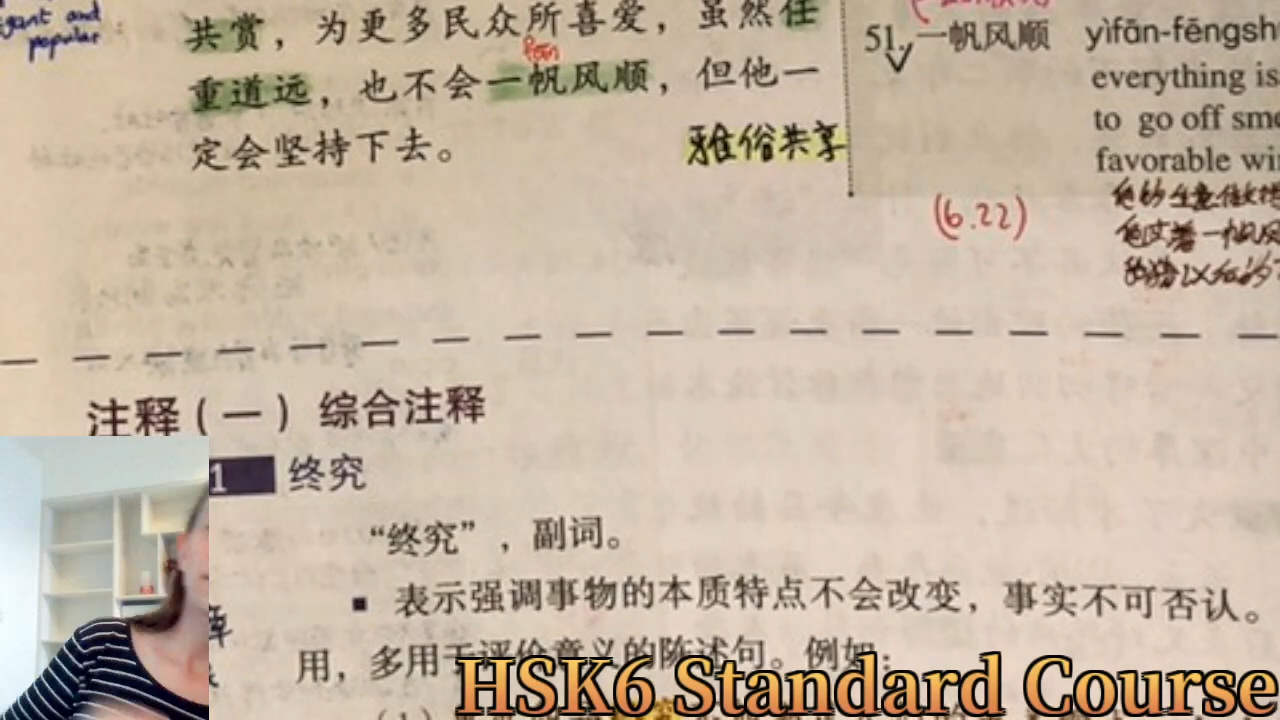 popular
共赏，为更多民众所喜爱，虽然任
重道远，也不会一帆风顺，但他一
定会坚持下去。
雅俗共享
51. 一帆风顺 yìfān-fēngsh
everything is
to go off smo
favorable wi
(6.22)
注释(一) 综合注释
1 终究
“终究”，副词。
■ 表示强调事物的本质特点不会改变，事实不可否认。
用，多用于评价意义的陈述句。例如：
HSK6 Standard Course